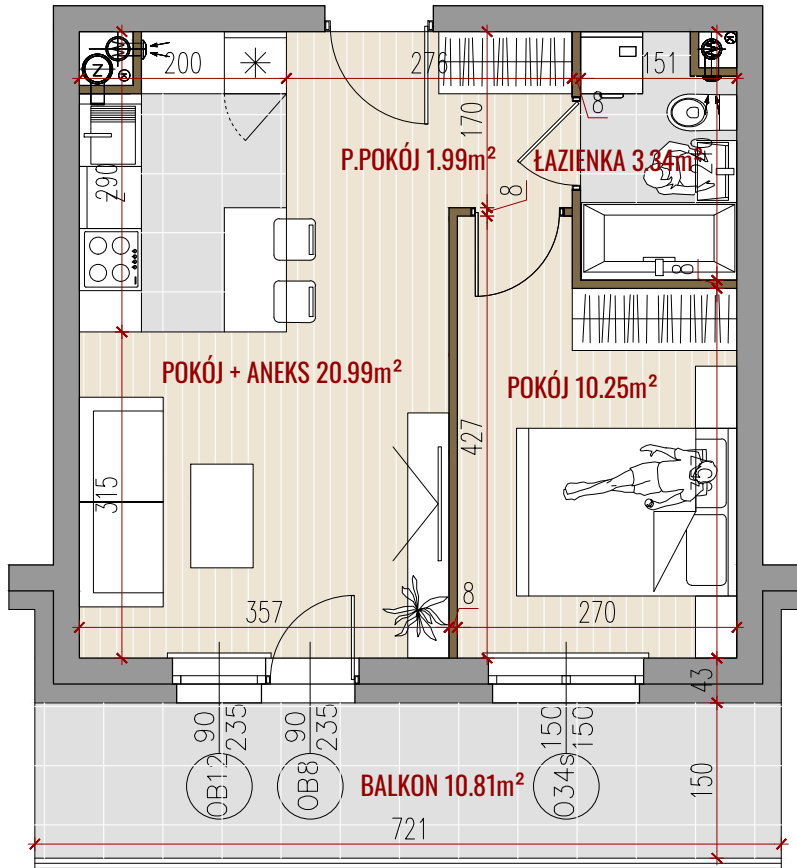 200
276
151
8
170
240
P.POKÓJ 1.99m²
ŁAZIENKA 3.34m²
290
Z
8
8
POKÓJ + ANEKS 20.99m²
POKÓJ 10.25m²
427
315
357
8
357
270
43
OB12 90 235
OB8 90 235
O34s 150 150
BALKON 10.81m²
150
721